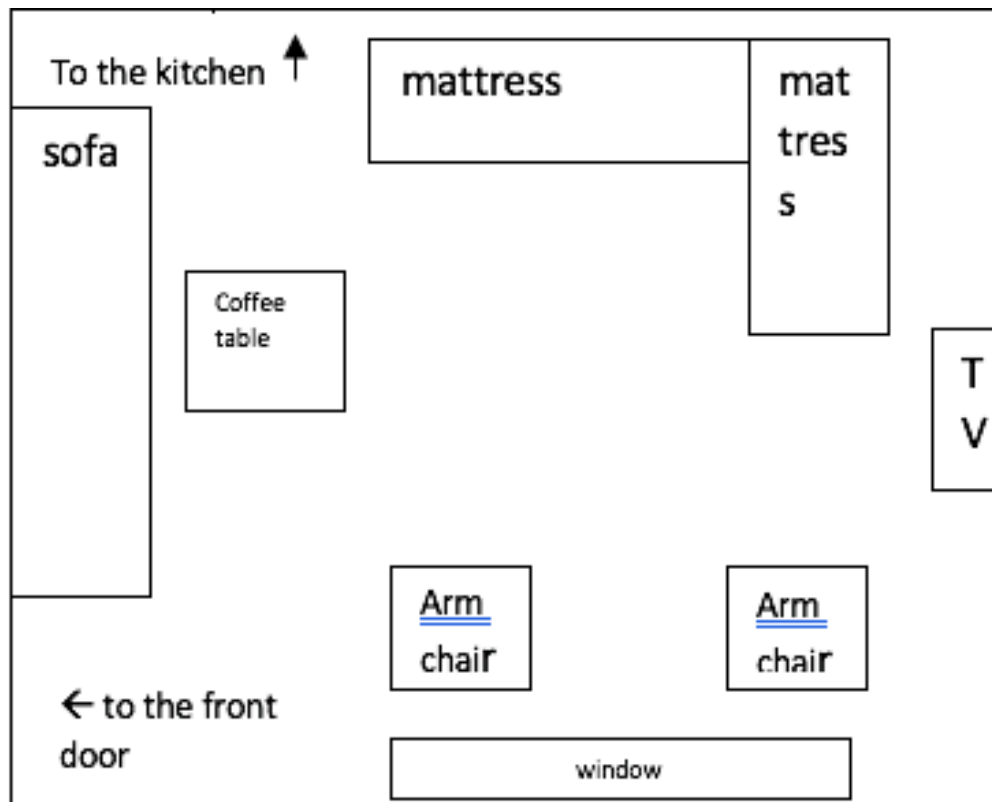 To the kitchen
mattress
mat
tres
s
sofa
Coffee
table
T
V
Arm
chair
Arm
chair
← to the front
door
window